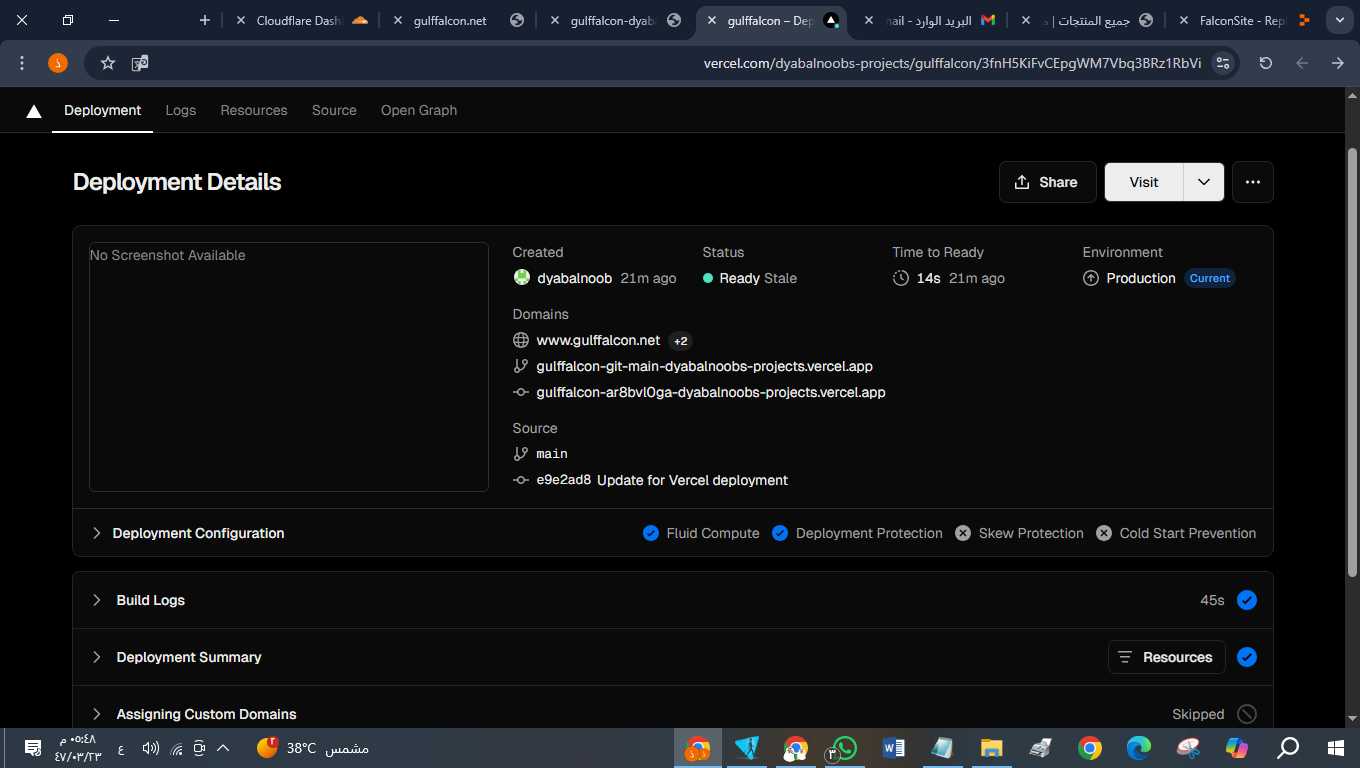 Cloudflare Dash
gulffalcon.net
gulffalcon-dyaba
gulffalcon – Dep
البريد الوارد - mail
جميع المنتجات |
FalconSite - Repl
vercel.com/dyabalnoobs-projects/gulffalcon/3fnH5KiFvCEpgWM7Vbq3BRz1RbVi
ذ
Deployment
Logs
Resources
Source
Open Graph
Deployment Details
Share
Visit
No Screenshot Available
Created
Status
Time to Ready
Environment
dyabalnoob 21m ago
Ready Stale
14s 21m ago
Production Current
Domains
www.gulffalcon.net +2
gulffalcon-git-main-dyabalnoobs-projects.vercel.app
gulffalcon-ar8bvl0ga-dyabalnoobs-projects.vercel.app
Source
main
e9e2ad8 Update for Vercel deployment
Deployment Configuration
Fluid Compute
Deployment Protection
Skew Protection
Cold Start Prevention
Build Logs
45s
Deployment Summary
Resources
Assigning Custom Domains
Skipped
٠٥:٤٨ م
٤٧/٠٣/٢٣
ع
38°C مشمس
٣